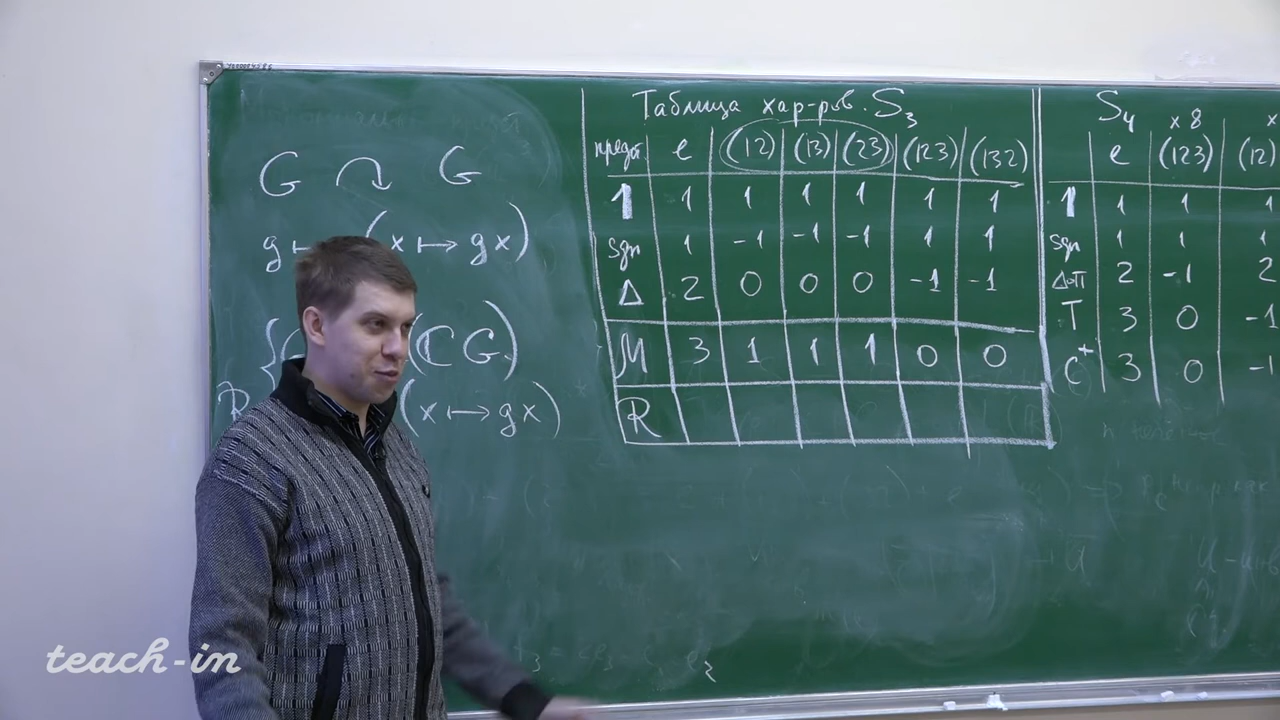 G ↷ G
g ↦ (x ↦ gx)
(ℂG)
R (x ↦ gx)
Таблица хар-ров. S₃
предст e (12) (13) (23) (123) (132)
1 1 1 1 1 1 1
sgn 1 -1 -1 -1 1 1
Δ 2 0 0 0 -1 -1
M 3 1 1 1 0 0
R
S₄ x8 x
e (123) (12)
1 1 1 1
sgn 1 1 1
Δ∘π 2 -1 2
T 3 0 -1
C⁺ 3 0 -1
teach-in